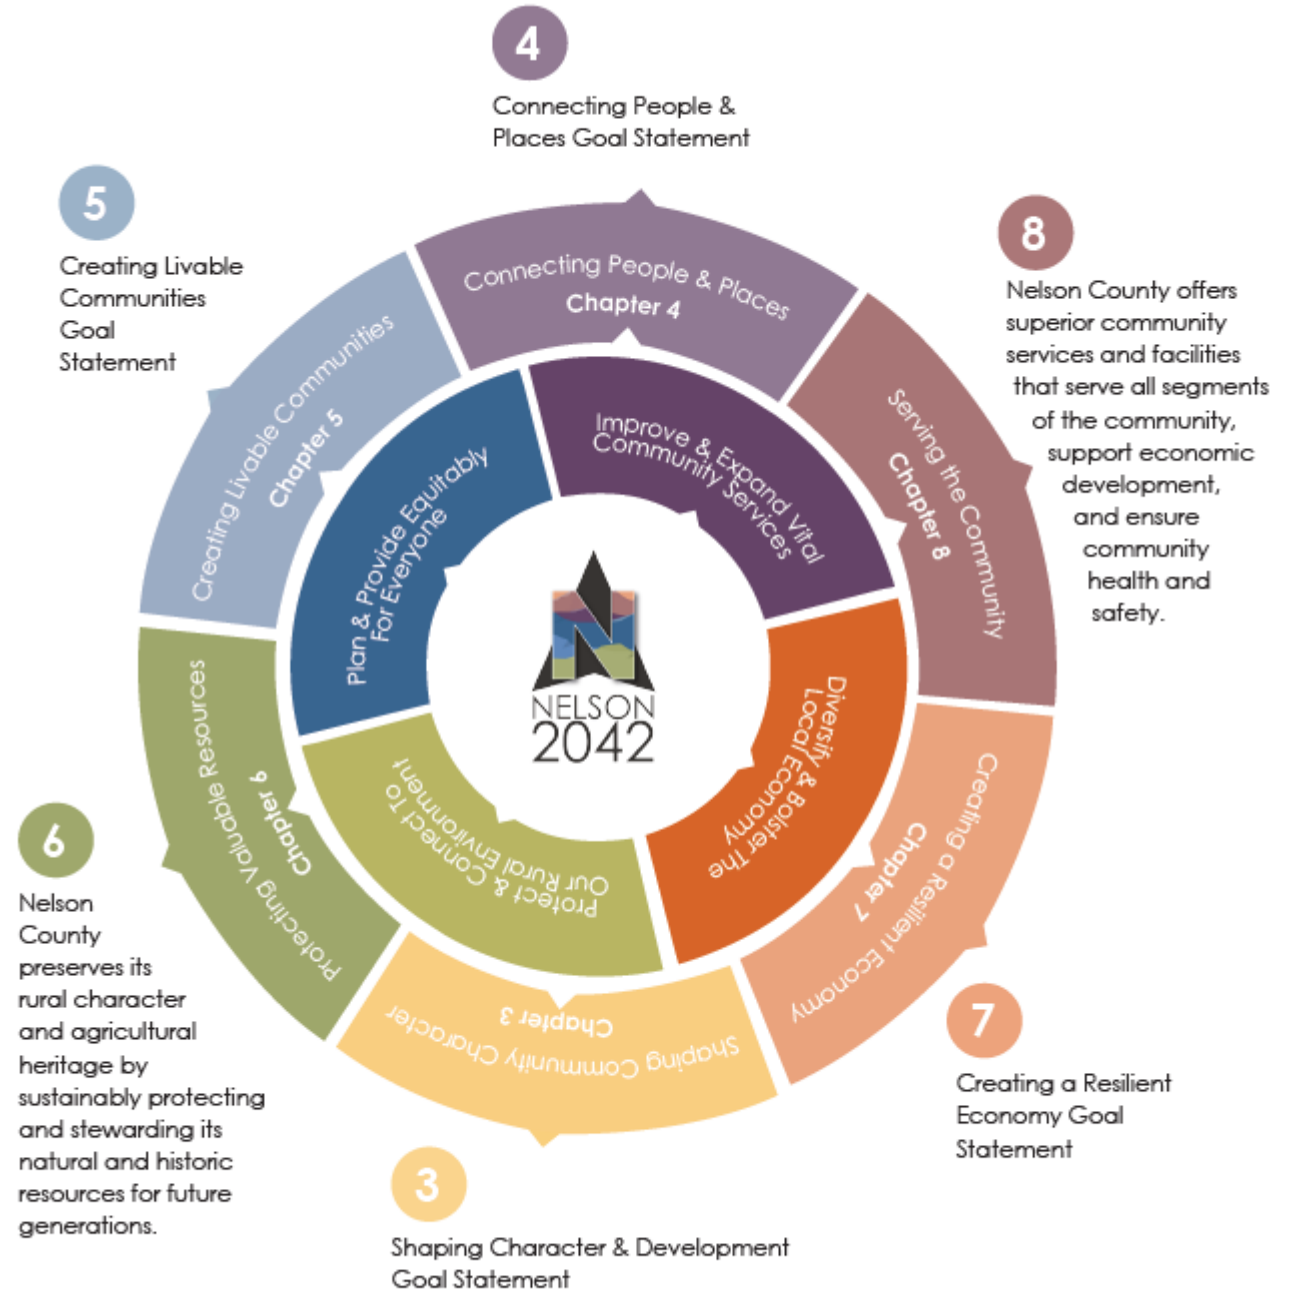 4
Connecting People &
Places Goal Statement
5
Creating Livable
Communities
Goal
Statement
8
Nelson County offers
superior community
services and facilities
that serve all segments
of the community,
support economic
development,
and ensure
community
health and
safety.
Connecting People & Places
Chapter 4
Serving the Community
Chapter 8
Creating a Resilient Economy
Chapter 7
Shaping Community Character
Chapter 3
Protecting Valuable Resources
Chapter 6
Creating Livable Communities
Chapter 5
Improve & Expand Vital
Community Services
Diversify & Bolster The
Local Economy
Protect & Connect To
Our Rural Environment
Plan & Provide Equitably
For Everyone
NELSON
2042
6
Nelson
County
preserves its
rural character
and agricultural
heritage by
sustainably protecting
and stewarding its
natural and historic
resources for future
generations.
7
Creating a Resilient
Economy Goal
Statement
3
Shaping Character & Development
Goal Statement